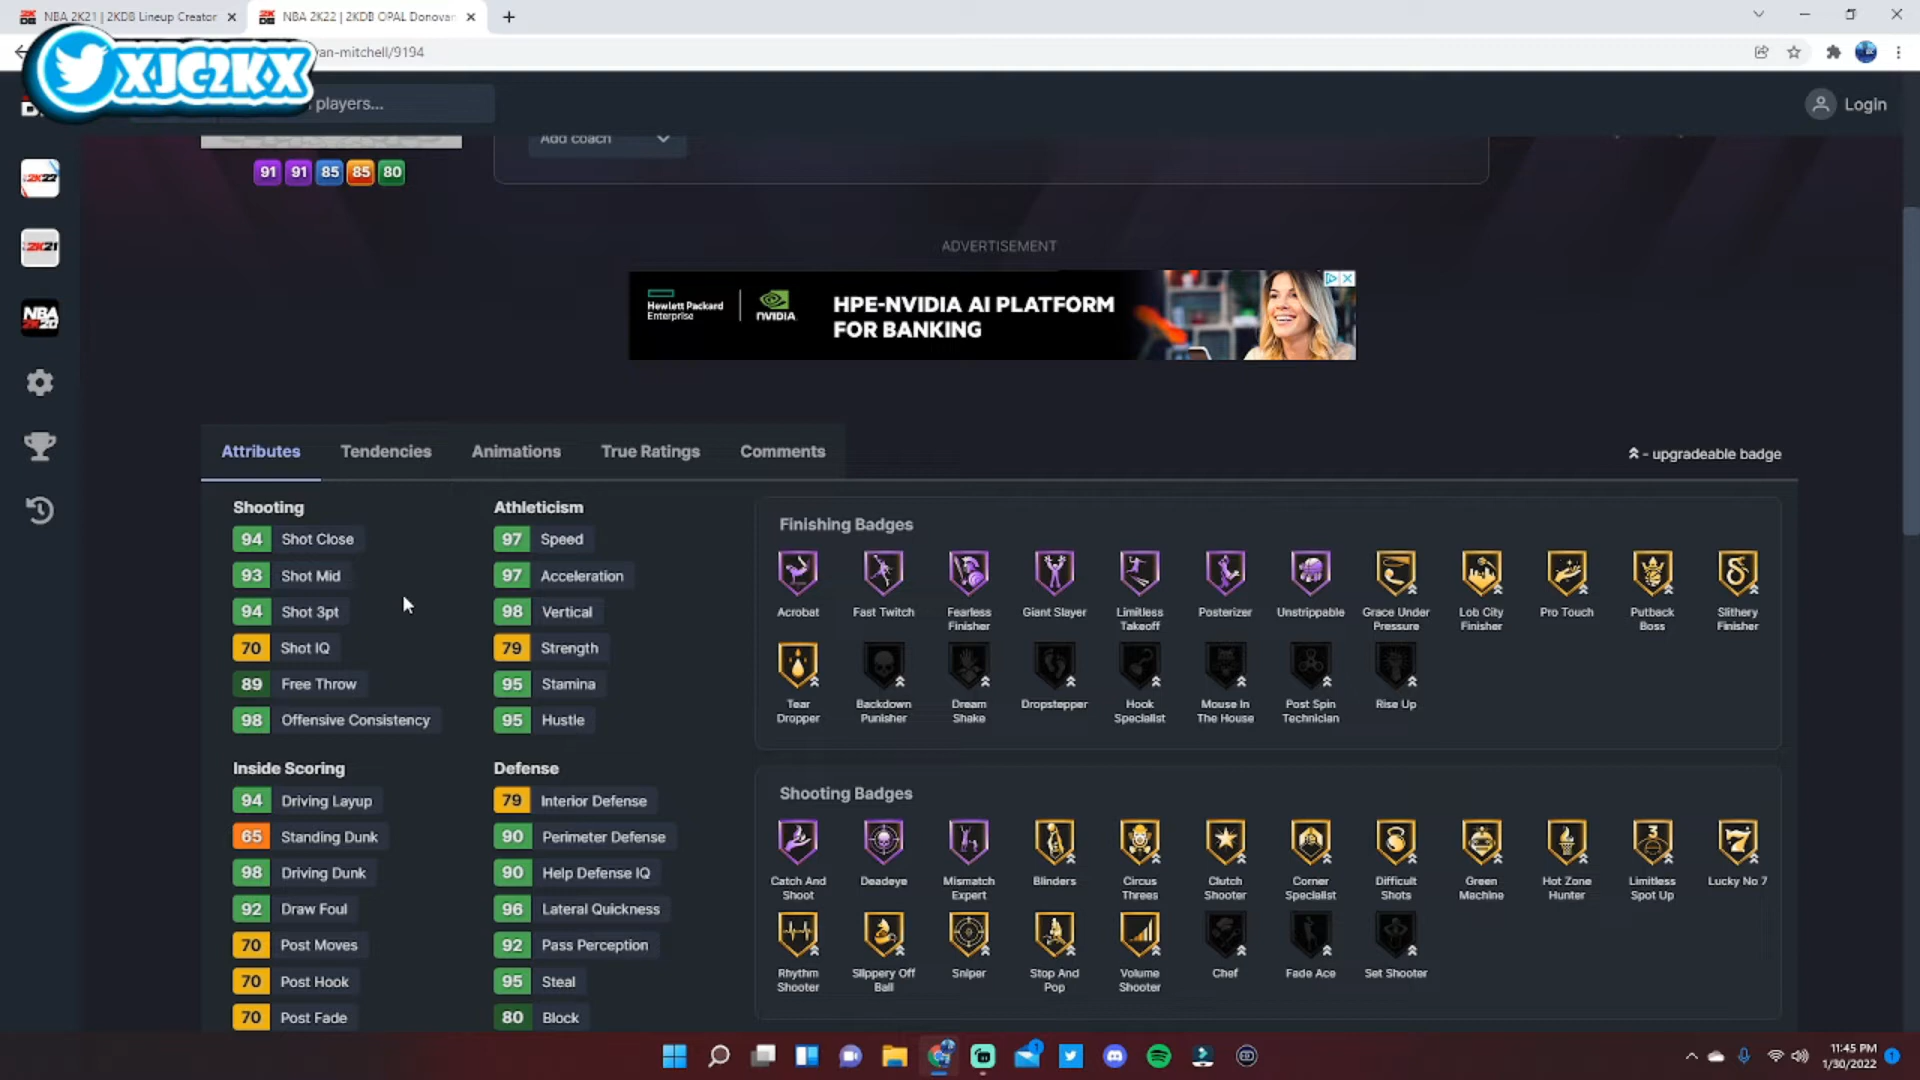 NBA 2K21 | 2KDB Lineup Creator
NBA 2K22 | 2KDB OPAL Donovan
XJC2KX
van-mitchell/9194
players...
Login
Add coach
91 91 85 85 80
2K22
2K21
NBA 2K20
ADVERTISEMENT
Hewlett Packard
Enterprise
NVIDIA
HPE-NVIDIA AI PLATFORM
FOR BANKING
Attributes Tendencies Animations True Ratings Comments
- upgradeable badge
Shooting
94 Shot Close
93 Shot Mid
94 Shot 3pt
70 Shot IQ
89 Free Throw
98 Offensive Consistency
Inside Scoring
94 Driving Layup
65 Standing Dunk
98 Driving Dunk
92 Draw Foul
70 Post Moves
70 Post Hook
70 Post Fade
Athleticism
97 Speed
97 Acceleration
98 Vertical
79 Strength
95 Stamina
95 Hustle
Defense
79 Interior Defense
90 Perimeter Defense
90 Help Defense IQ
96 Lateral Quickness
92 Pass Perception
95 Steal
80 Block
Finishing Badges
Acrobat
Fast Twitch
Fearless
Finisher
Giant Slayer
Limitless
Takeoff
Posterizer
Unstrippable
Grace Under
Pressure
Lob City
Finisher
Pro Touch
Putback
Boss
Slithery
Finisher
Tear
Dropper
Backdown
Punisher
Dream
Shake
Dropstepper
Hook
Specialist
Mouse In
The House
Post Spin
Technician
Rise Up
Shooting Badges
Catch And
Shoot
Deadeye
Mismatch
Expert
Blinders
Circus
Threes
Clutch
Shooter
Corner
Specialist
Difficult
Shots
Green
Machine
Hot Zone
Hunter
Limitless
Spot Up
Lucky No 7
Rhythm
Shooter
Slippery Off
Ball
Sniper
Stop And
Pop
Volume
Shooter
Chef
Fade Ace
Set Shooter
11:45 PM
1/30/2022